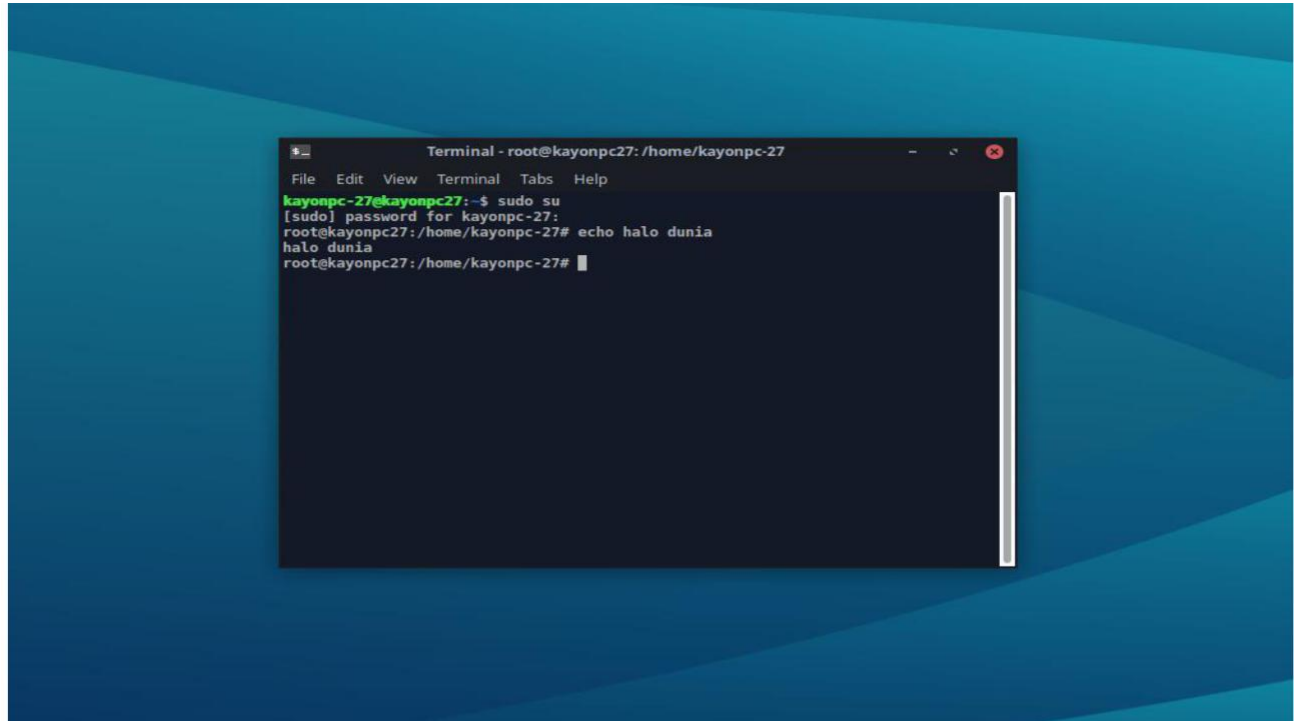 Terminal - root@kayonpc27: /home/kayonpc-27
File Edit View Terminal Tabs Help
kayonpc-27@kayonpc27:~$ sudo su
[sudo] password for kayonpc-27:
root@kayonpc27:/home/kayonpc-27# echo halo dunia
halo dunia
root@kayonpc27:/home/kayonpc-27#